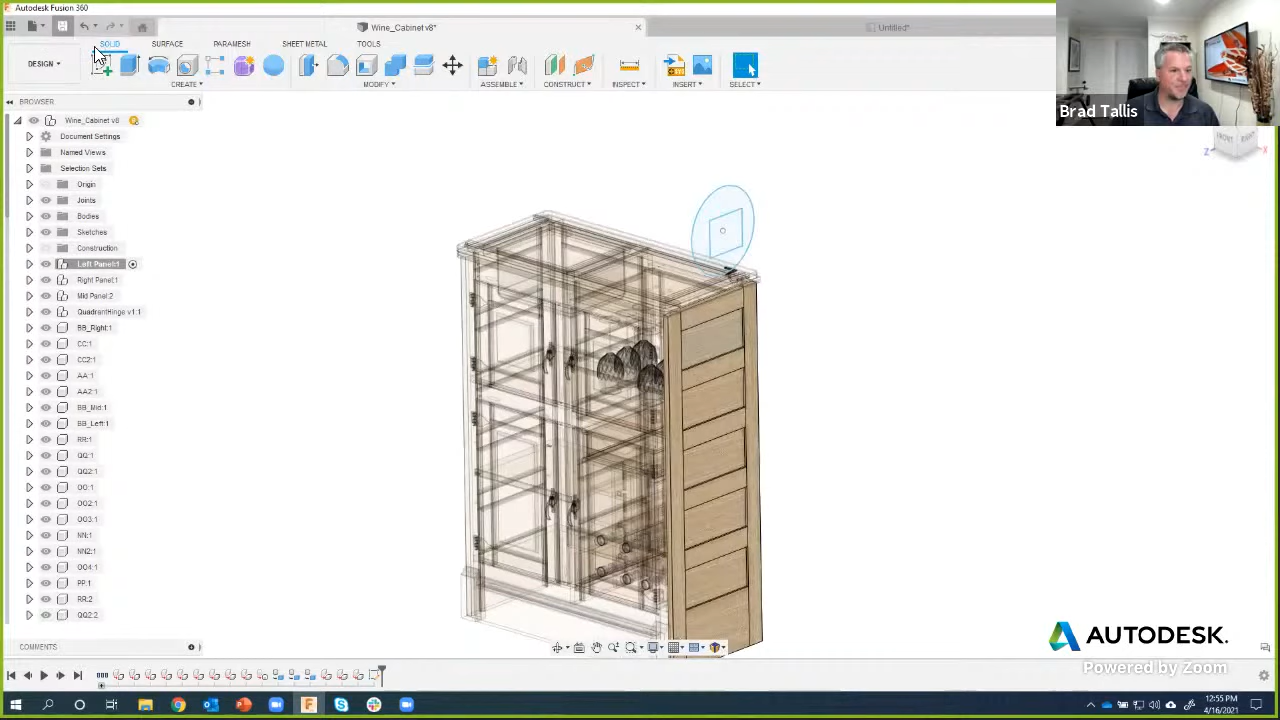 Autodesk Fusion 360
Wine_Cabinet v8*
Untitled*
SOLID
SURFACE
PARAMESH
SHEET METAL
TOOLS
DESIGN
CREATE
MODIFY
ASSEMBLE
CONSTRUCT
INSPECT
INSERT
SELECT
BROWSER
Wine_Cabinet v8
Document Settings
Named Views
Selection Sets
Origin
Joints
Bodies
Sketches
Construction
Left Panel:1
Right Panel:1
Mid Panel:2
QuadrantHinge v1:1
BB_Right:1
CC:1
CC2:1
AA:1
AA2:1
BB_Mid:1
BB_Left:1
RR:1
QQ:1
QQ2:1
OO:1
OO2:1
OO3:1
NN:1
NN2:1
OO4:1
PP:1
RR:2
QQ2:2
COMMENTS
Brad Tallis
FRONT
RIGHT
Z
X
AUTODESK.
Powered by Zoom
12:55 PM
4/16/2021